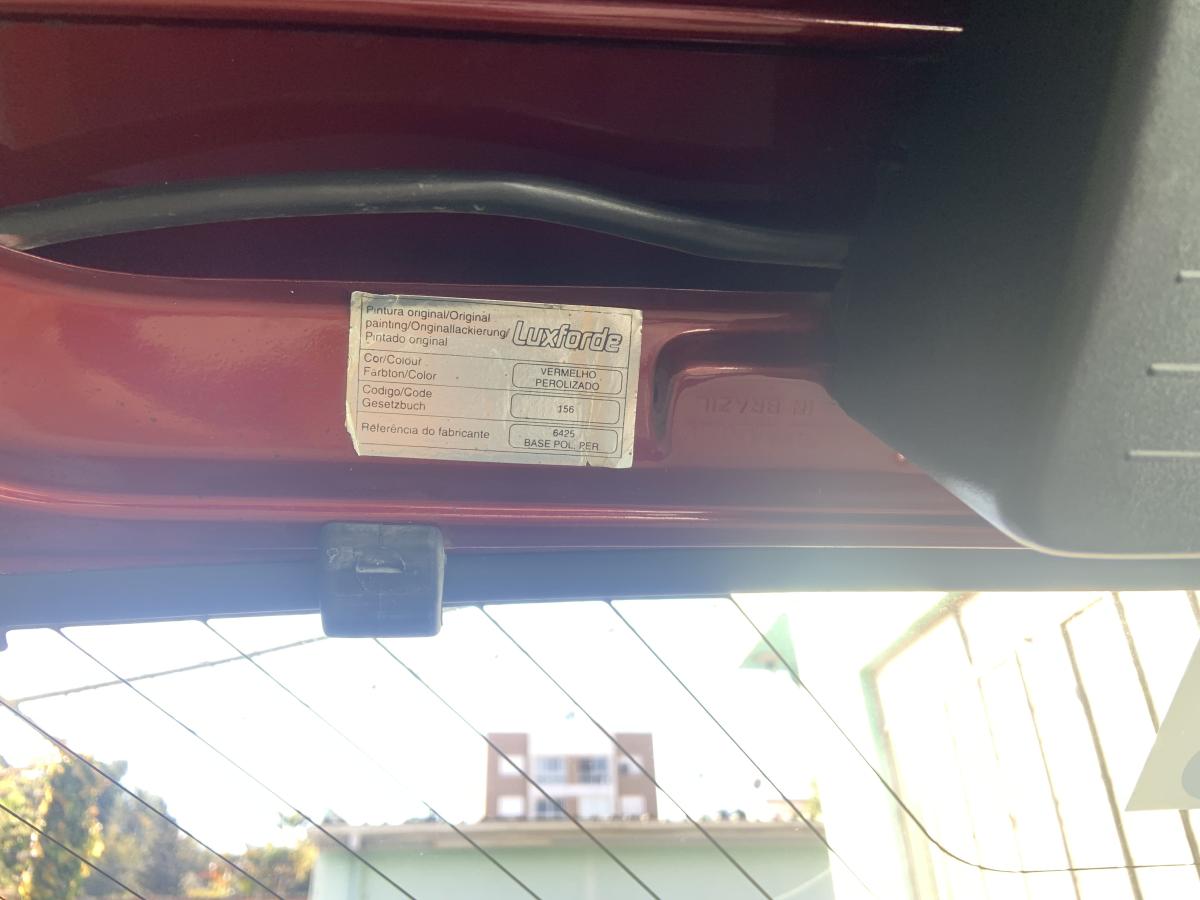 Pintura original/Original
painting/Originallackierung/
Pintado original
Luxforde
Cor/Colour
Farbton/Color
VERMELHO
PEROLIZADO
Codigo/Code
Gesetzbuch
156
Referência do fabricante
6425
BASE POL. PER
IN BRAZIL